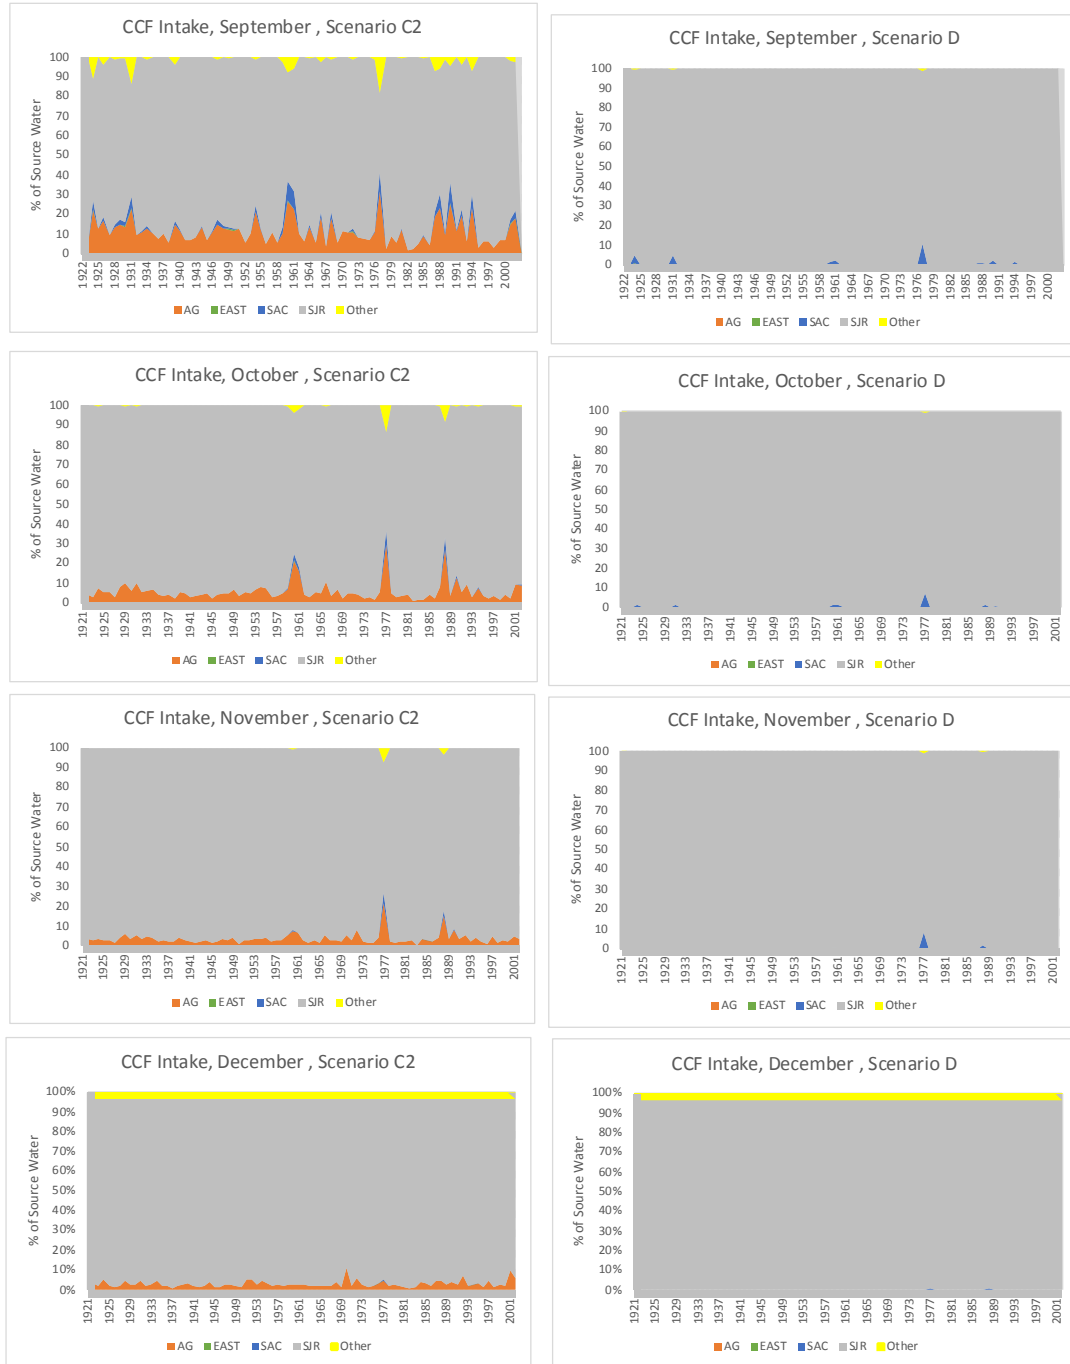 CCF Intake, September , Scenario C2
% of Source Water
100
90
80
70
60
50
40
30
20
10
0
1922 1925 1928 1931 1934 1937 1940 1943 1946 1949 1952 1955 1958 1961 1964 1967 1970 1973 1976 1979 1982 1985 1988 1991 1994 1997 2000
AG EAST SAC SJR Other
CCF Intake, September , Scenario D
% of Source Water
100
90
80
70
60
50
40
30
20
10
0
1922 1925 1928 1931 1934 1937 1940 1943 1946 1949 1952 1955 1958 1961 1964 1967 1970 1973 1976 1979 1982 1985 1988 1991 1994 1997 2000
AG EAST SAC SJR Other
CCF Intake, October , Scenario C2
% of Source Water
100
90
80
70
60
50
40
30
20
10
0
1921 1925 1929 1933 1937 1941 1945 1949 1953 1957 1961 1965 1969 1973 1977 1981 1985 1989 1993 1997 2001
AG EAST SAC SJR Other
CCF Intake, October , Scenario D
% of Source Water
100
90
80
70
60
50
40
30
20
10
0
1921 1925 1929 1933 1937 1941 1945 1949 1953 1957 1961 1965 1969 1973 1977 1981 1985 1989 1993 1997 2001
AG EAST SAC SJR Other
CCF Intake, November , Scenario C2
% of Source Water
100
90
80
70
60
50
40
30
20
10
0
1921 1925 1929 1933 1937 1941 1945 1949 1953 1957 1961 1965 1969 1973 1977 1981 1985 1989 1993 1997 2001
AG EAST SAC SJR Other
CCF Intake, November , Scenario D
% of Source Water
100
90
80
70
60
50
40
30
20
10
0
1921 1925 1929 1933 1937 1941 1945 1949 1953 1957 1961 1965 1969 1973 1977 1981 1985 1989 1993 1997 2001
AG EAST SAC SJR Other
CCF Intake, December , Scenario C2
% of Source Water
100%
90%
80%
70%
60%
50%
40%
30%
20%
10%
0%
1921 1925 1929 1933 1937 1941 1945 1949 1953 1957 1961 1965 1969 1973 1977 1981 1985 1989 1993 1997 2001
AG EAST SAC SJR Other
CCF Intake, December , Scenario D
% of Source Water
100%
90%
80%
70%
60%
50%
40%
30%
20%
10%
0%
1921 1925 1929 1933 1937 1941 1945 1949 1953 1957 1961 1965 1969 1973 1977 1981 1985 1989 1993 1997 2001
AG EAST SAC SJR Other